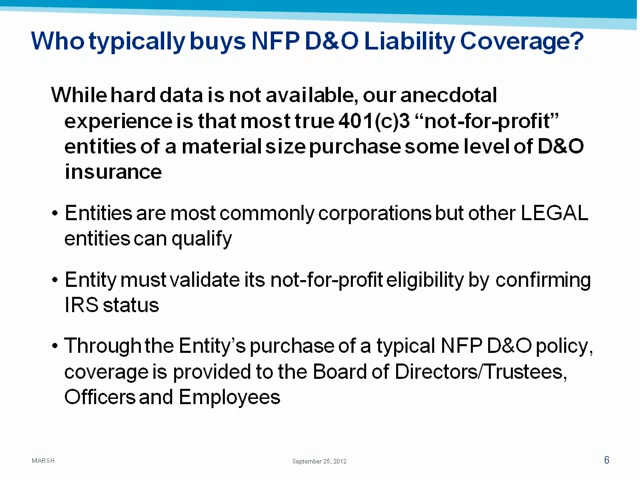 Who typically buys NFP D&O Liability Coverage?
While hard data is not available, our anecdotal
experience is that most true 401(c)3 “not-for-profit”
entities of a material size purchase some level of D&O
insurance
• Entities are most commonly corporations but other LEGAL
entities can qualify
• Entity must validate its not-for-profit eligibility by confirming
IRS status
• Through the Entity’s purchase of a typical NFP D&O policy,
coverage is provided to the Board of Directors/Trustees,
Officers and Employees
MARSH
September 25, 2012
6